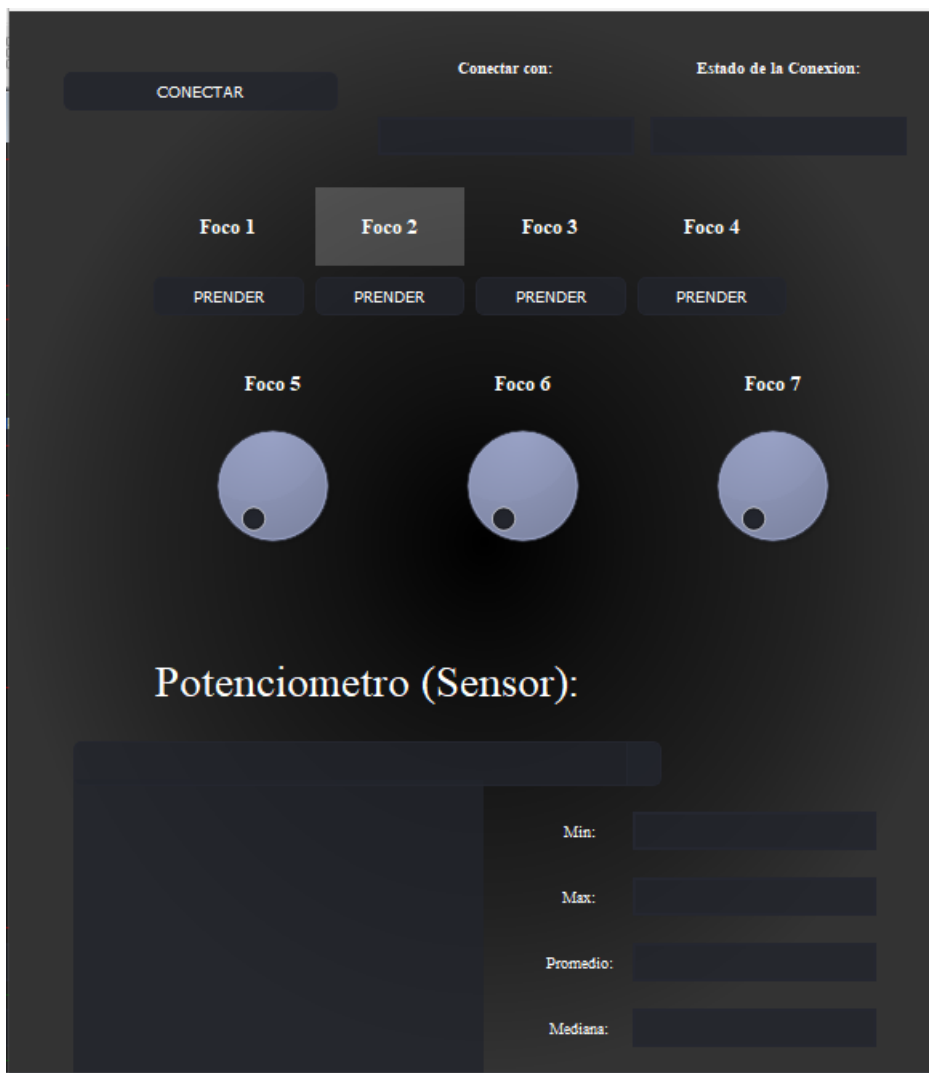 Conectar con:
Estado de la Conexion:
CONECTAR
Foco 1
Foco 2
Foco 3
Foco 4
PRENDER
PRENDER
PRENDER
PRENDER
Foco 5
Foco 6
Foco 7
Potenciometro (Sensor):
Min:
Max:
Promedio:
Mediana: